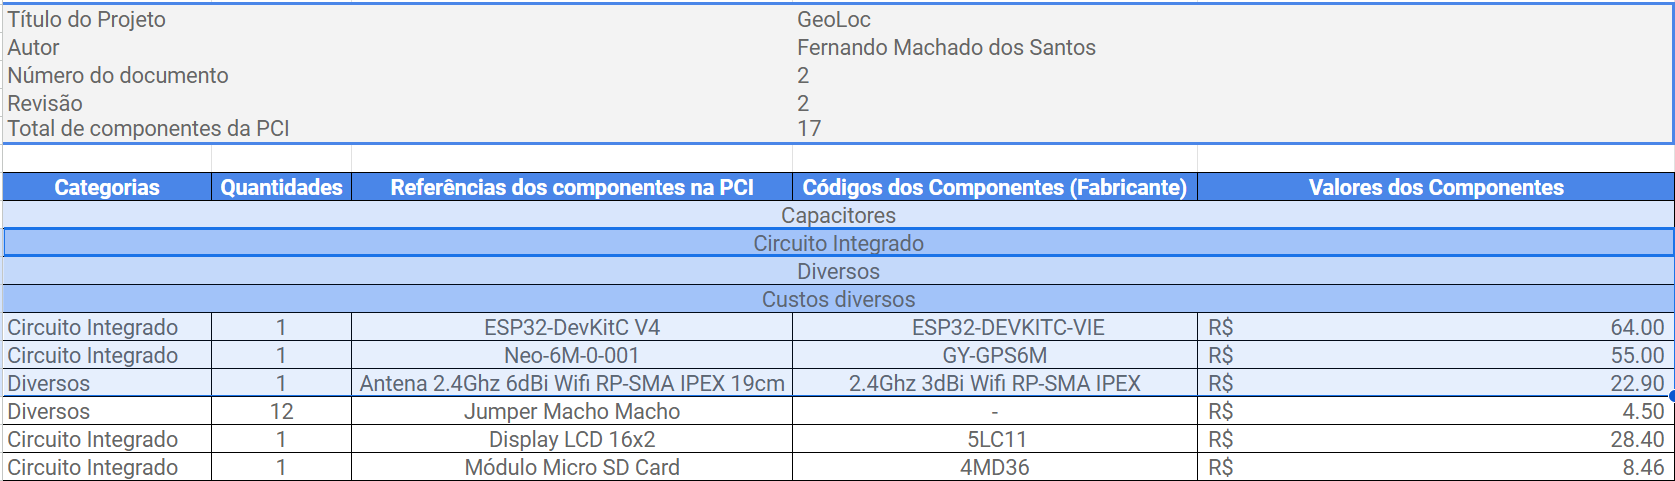 Título do Projeto GeoLoc
Autor Fernando Machado dos Santos
Número do documento 2
Revisão 2
Total de componentes da PCI 17
Categorias Quantidades Referências dos componentes na PCI Códigos dos Componentes (Fabricante) Valores dos Componentes
Capacitores
Circuito Integrado
Diversos
Custos diversos
Circuito Integrado 1 ESP32-DevKitC V4 ESP32-DEVKITC-VIE R$ 64.00
Circuito Integrado 1 Neo-6M-0-001 GY-GPS6M R$ 55.00
Diversos 1 Antena 2.4Ghz 6dBi Wifi RP-SMA IPEX 19cm 2.4Ghz 3dBi Wifi RP-SMA IPEX R$ 22.90
Diversos 12 Jumper Macho Macho - R$ 4.50
Circuito Integrado 1 Display LCD 16x2 5LC11 R$ 28.40
Circuito Integrado 1 Módulo Micro SD Card 4MD36 R$ 8.46